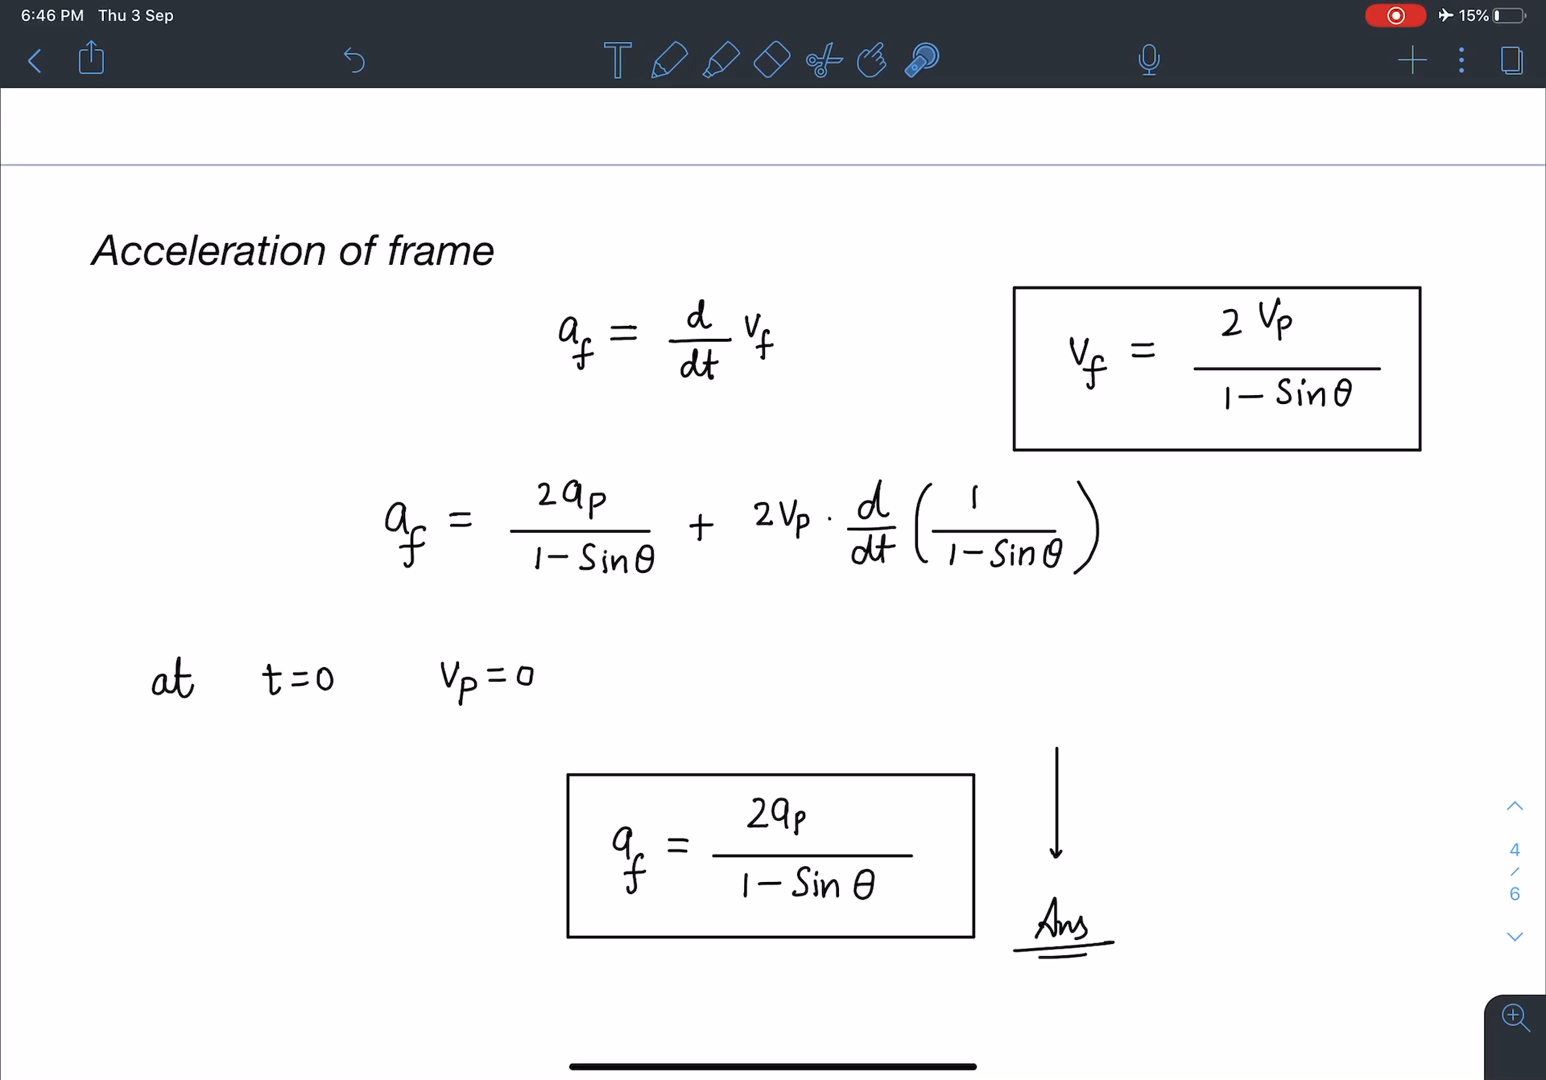 6:46 PM Thu 3 Sep 15%
Acceleration of frame
a_f = d/dt v_f
v_f = 2 v_p / (1 − Sin θ)
a_f = 2a_p / (1 − Sin θ) + 2v_p · d/dt (1 / (1 − Sin θ))
at t=0 v_p=0
a_f = 2a_p / (1 − Sin θ)
Ans
4
/
6